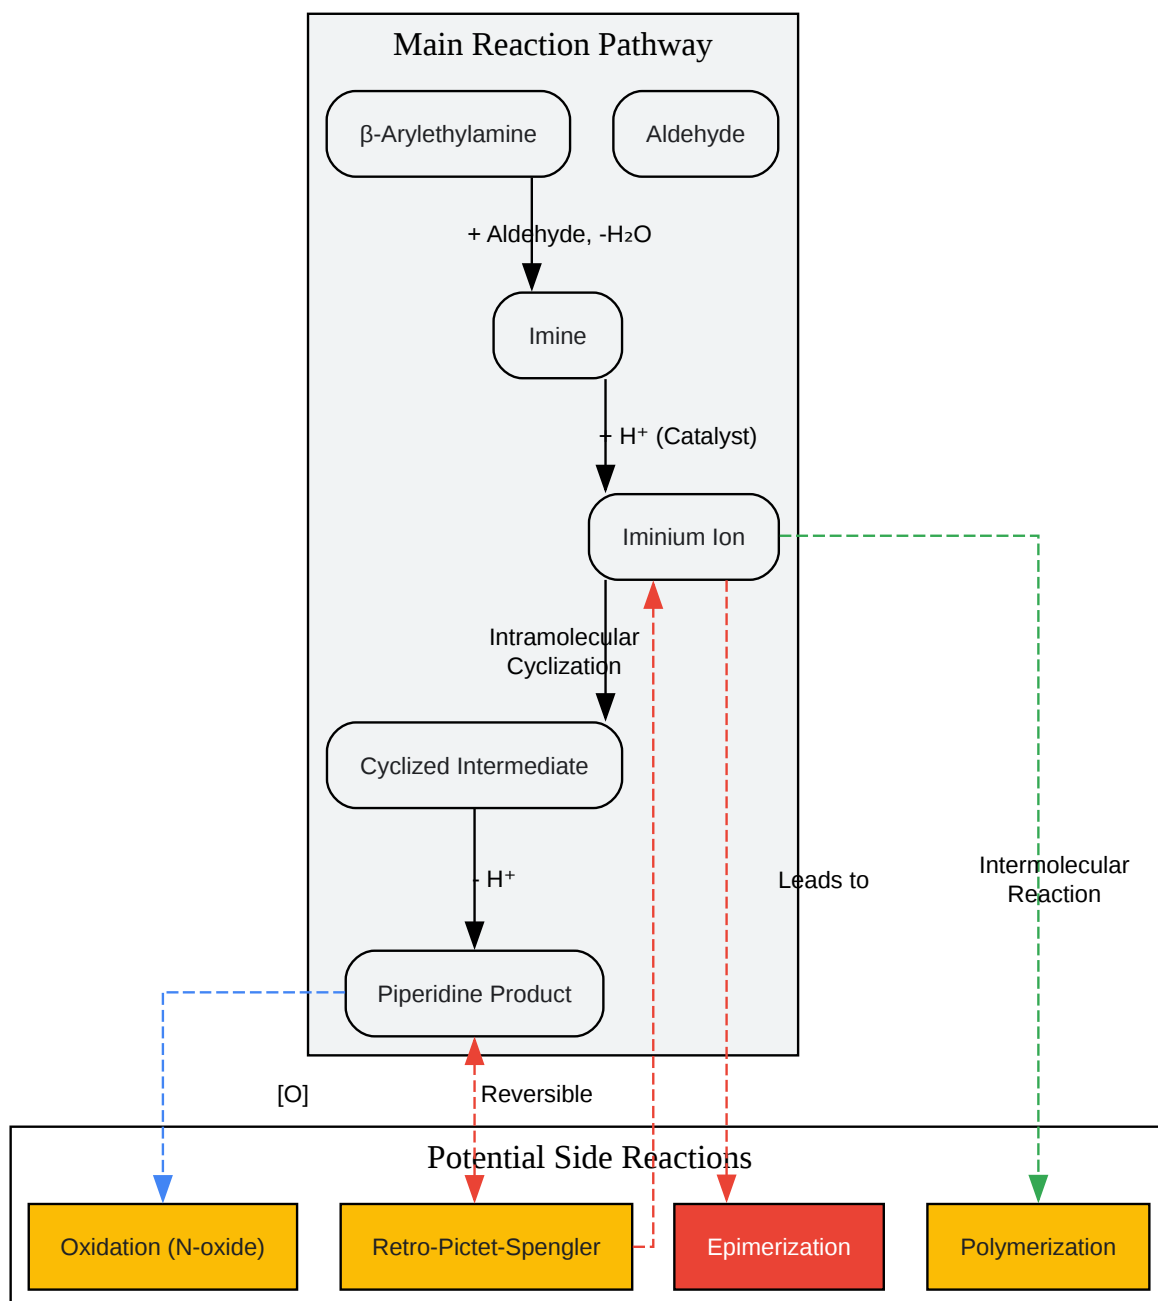 Main Reaction Pathway
β-Arylethylamine
Aldehyde
+ Aldehyde, -H₂O
Imine
+ H⁺ (Catalyst)
Iminium Ion
Intramolecular
Cyclization
Cyclized Intermediate
Intermolecular
Reaction
Leads to
- H⁺
Piperidine Product
[O]
Reversible
Potential Side Reactions
Oxidation (N-oxide)
Retro-Pictet-Spengler
Epimerization
Polymerization